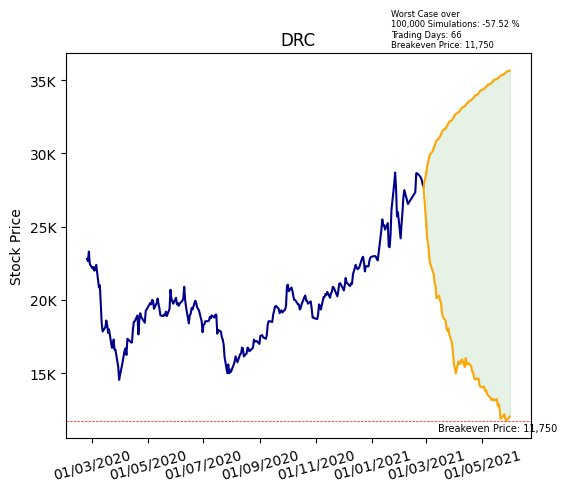 Worst Case over
100,000 Simulations: -57.52 %
Trading Days: 66
Breakeven Price: 11,750
DRC
Stock Price
35K
30K
25K
20K
15K
Breakeven Price: 11,750
01/03/2020
01/05/2020
01/07/2020
01/09/2020
01/11/2020
01/01/2021
01/03/2021
01/05/2021